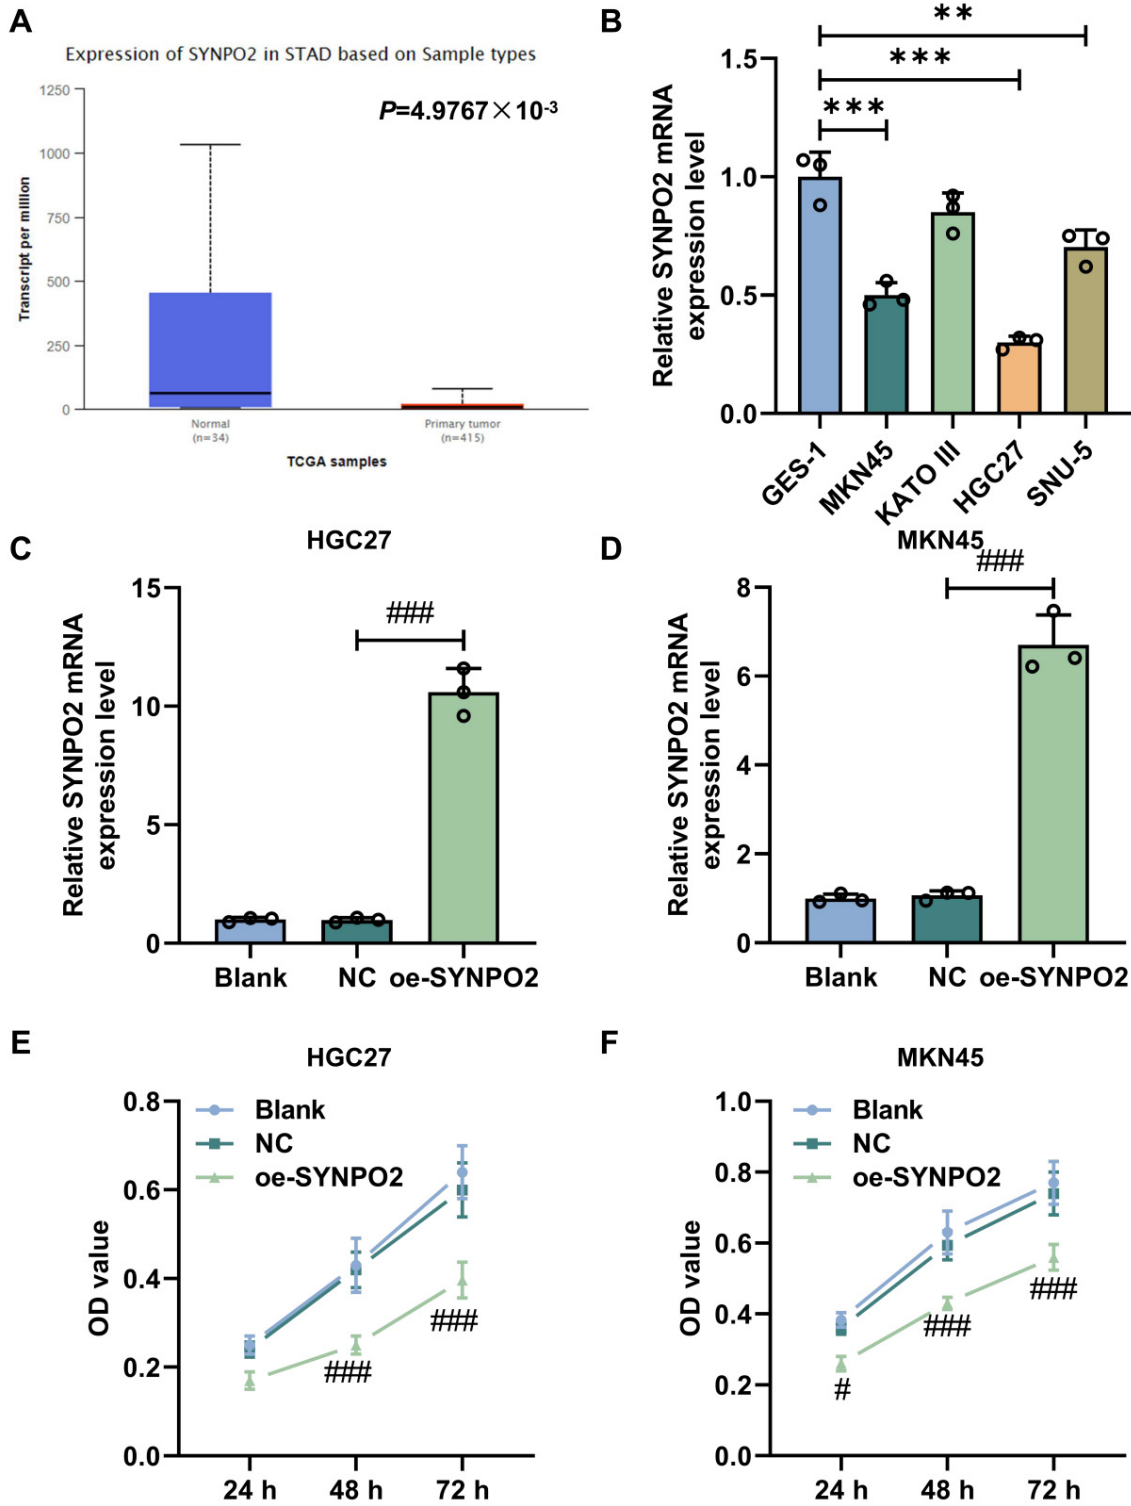 A
Expression of SYNPO2 in STAD based on Sample types
P=4.9767×10-3
Transcript per million
1250
1000
750
500
250
0
Normal
(n=34)
Primary tumor
(n=415)
TCGA samples
B
**
***
***
Relative SYNPO2 mRNA
expression level
1.5
1.0
0.5
0.0
GES-1
MKN45
KATO III
HGC27
SNU-5
C
HGC27
###
Relative SYNPO2 mRNA
expression level
15
10
5
0
Blank
NC
oe-SYNPO2
D
MKN45
###
Relative SYNPO2 mRNA
expression level
8
6
4
2
0
Blank
NC
oe-SYNPO2
E
HGC27
Blank
NC
oe-SYNPO2
OD value
0.8
0.6
0.4
0.2
0.0
###
###
24 h
48 h
72 h
F
MKN45
Blank
NC
oe-SYNPO2
OD value
1.0
0.8
0.6
0.4
0.2
0.0
#
###
###
24 h
48 h
72 h